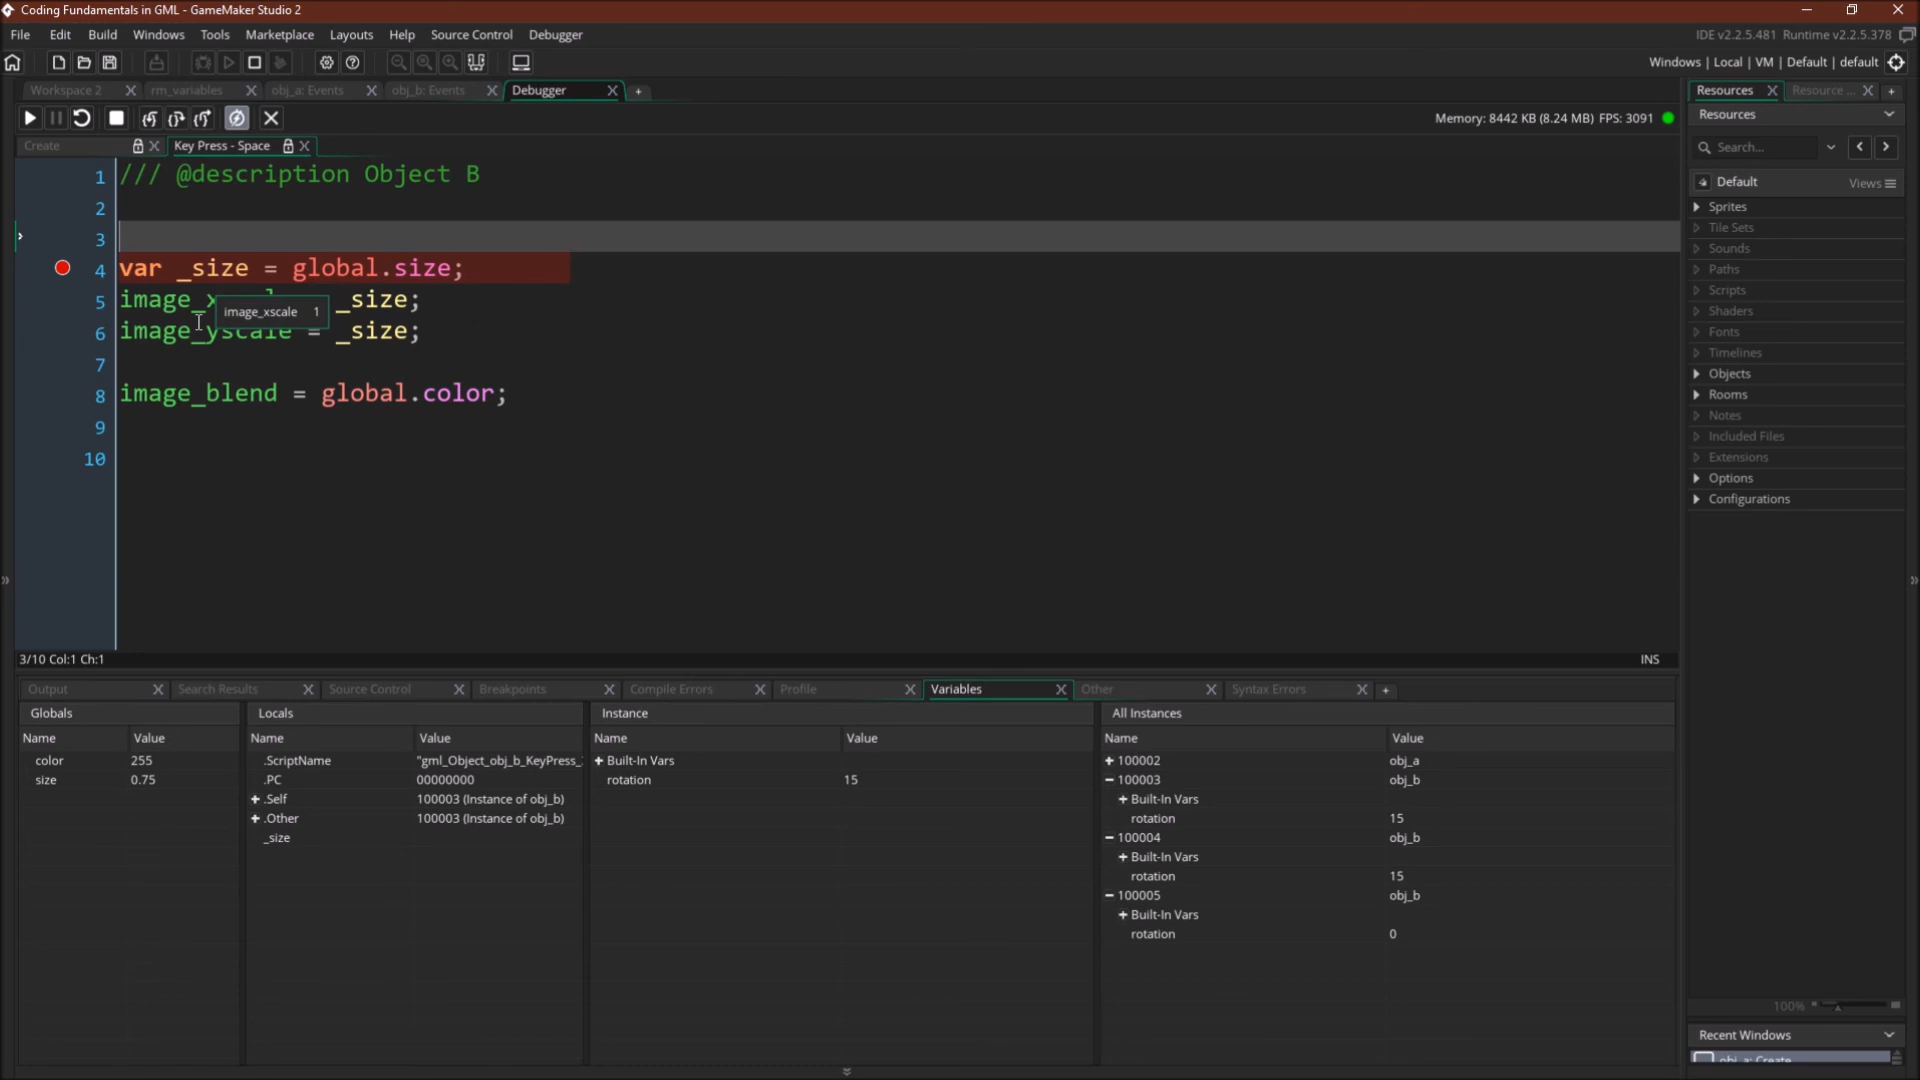 Coding Fundamentals in GML - GameMaker Studio 2
File Edit Build Windows Tools Marketplace Layouts Help Source Control Debugger
IDE v2.2.5.481 Runtime v2.2.5.378
Windows | Local | VM | Default | default
Workspace 2 rm_variables obj_a: Events obj_b: Events Debugger
Memory: 8442 KB (8.24 MB) FPS: 3091
Create Key Press - Space
1 /// @description Object B
2
3
4 var _size = global.size;
5 image_x _size;
image_xscale 1
6 image_yscale = _size;
7
8 image_blend = global.color;
9
10
3/10 Col:1 Ch:1 INS
Output Search Results Source Control Breakpoints Compile Errors Profile Variables Other Syntax Errors
Globals
Name Value
color 255
size 0.75
Locals
Name Value
.ScriptName "gml_Object_obj_b_KeyPress_
.PC 00000000
.Self 100003 (Instance of obj_b)
.Other 100003 (Instance of obj_b)
_size
Instance
Name Value
Built-In Vars
rotation 15
All Instances
Name Value
100002 obj_a
100003 obj_b
Built-In Vars
rotation 15
100004 obj_b
Built-In Vars
rotation 15
100005 obj_b
Built-In Vars
rotation 0
Resources Resource ...
Resources
Search...
Default Views
Sprites
Tile Sets
Sounds
Paths
Scripts
Shaders
Fonts
Timelines
Objects
Rooms
Notes
Included Files
Extensions
Options
Configurations
100%
Recent Windows
obj_a: Create